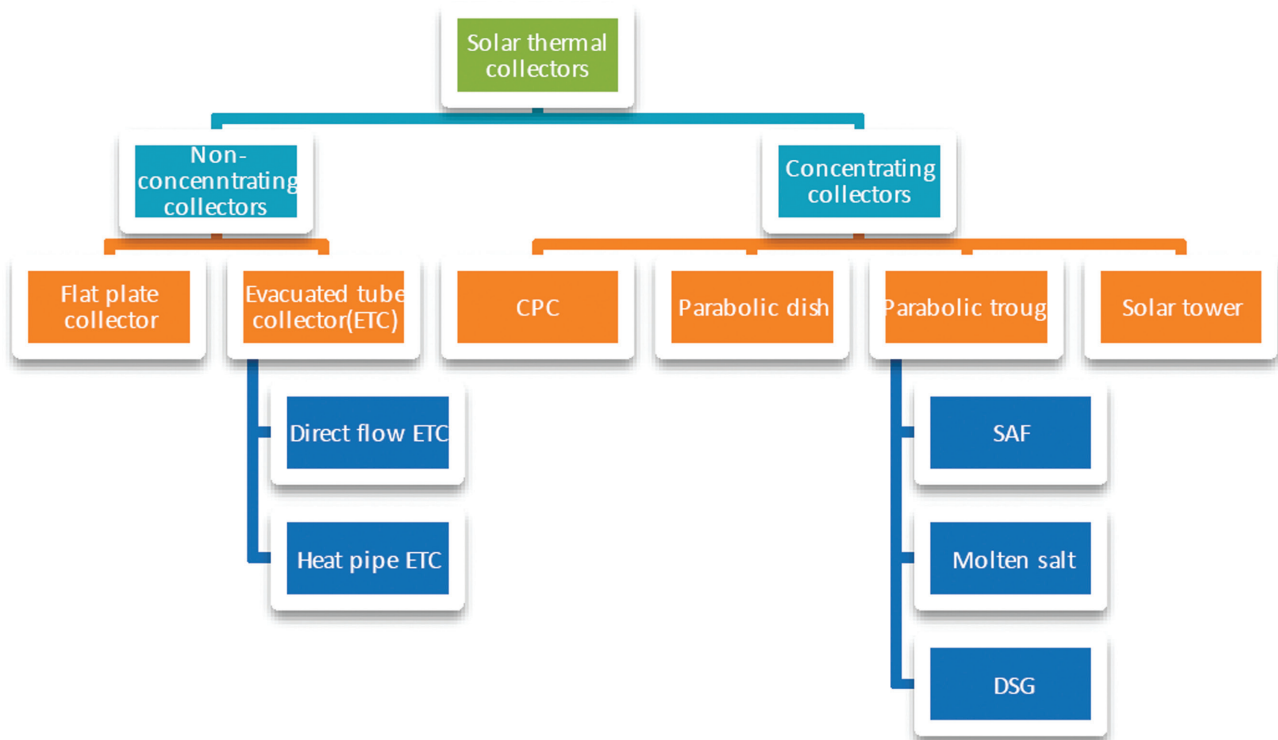 Solar thermal
collectors
Non-
concenntrating
collectors
Concentrating
collectors
Flat plate
collector
Evacuated tube
collector(ETC)
CPC
Parabolic dish
Parabolic troug
Solar tower
Direct flow ETC
Heat pipe ETC
SAF
Molten salt
DSG